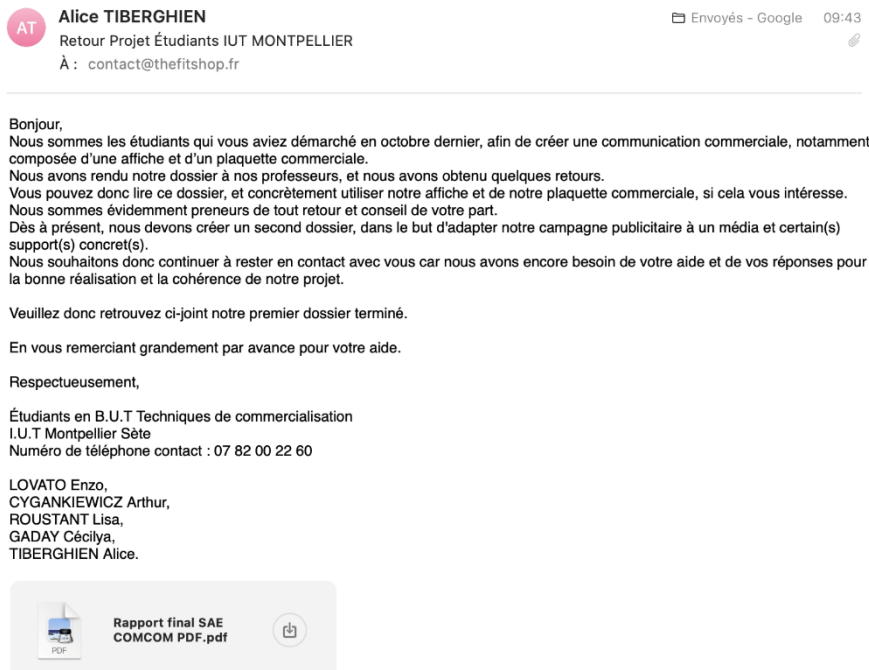 AT
Alice TIBERGHIEN
Envoyés - Google 09:43
Retour Projet Étudiants IUT MONTPELLIER
À : contact@thefitshop.fr
Bonjour,
Nous sommes les étudiants qui vous aviez démarché en octobre dernier, afin de créer une communication commerciale, notamment
composée d'une affiche et d'un plaquette commerciale.
Nous avons rendu notre dossier à nos professeurs, et nous avons obtenu quelques retours.
Vous pouvez donc lire ce dossier, et concrètement utiliser notre affiche et de notre plaquette commerciale, si cela vous intéresse.
Nous sommes évidemment preneurs de tout retour et conseil de votre part.
Dès à présent, nous devons créer un second dossier, dans le but d'adapter notre campagne publicitaire à un média et certain(s)
support(s) concret(s).
Nous souhaitons donc continuer à rester en contact avec vous car nous avons encore besoin de votre aide et de vos réponses pour
la bonne réalisation et la cohérence de notre projet.
Veuillez donc retrouvez ci-joint notre premier dossier terminé.
En vous remerciant grandement par avance pour votre aide.
Respectueusement,
Étudiants en B.U.T Techniques de commercialisation
I.U.T Montpellier Sète
Numéro de téléphone contact : 07 82 00 22 60
LOVATO Enzo,
CYGANKIEWICZ Arthur,
ROUSTANT Lisa,
GADAY Cécilya,
TIBERGHIEN Alice.
Rapport final SAE
COMCOM PDF.pdf
PDF